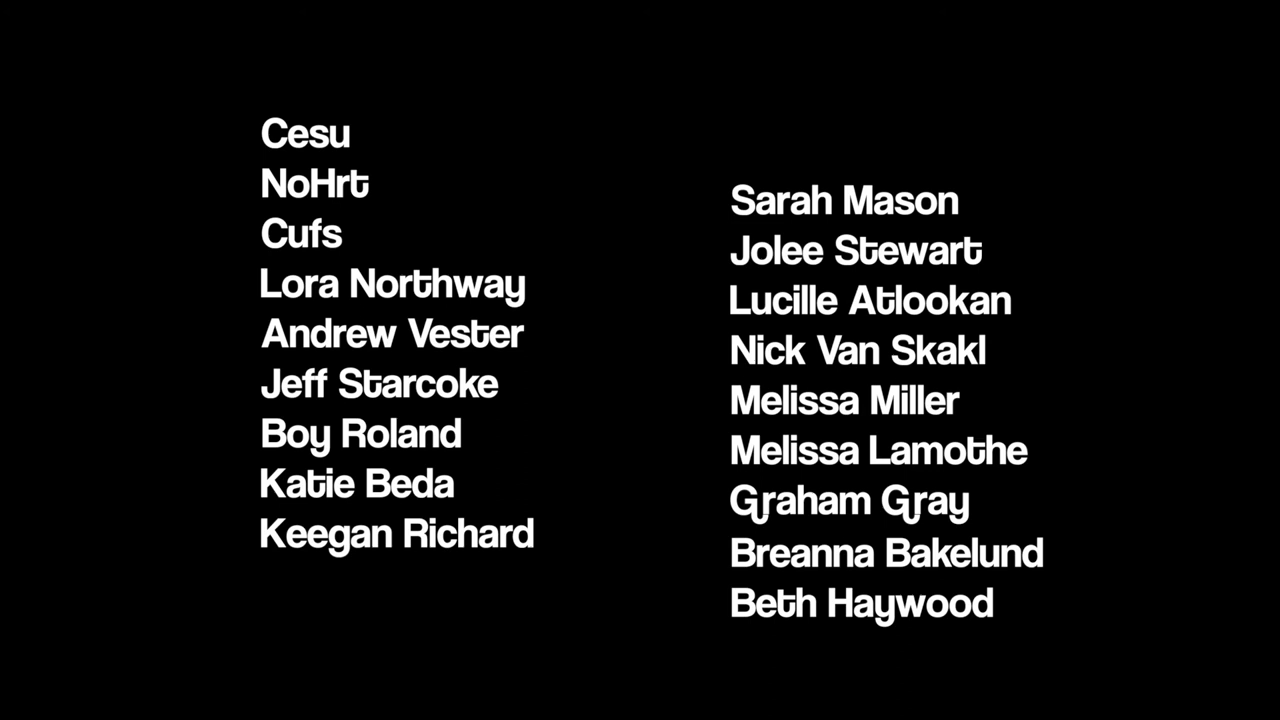 Cesu
NoHrt
Cufs
Lora Northway
Andrew Vester
Jeff Starcoke
Boy Roland
Katie Beda
Keegan Richard
Sarah Mason
Jolee Stewart
Lucille Atlookan
Nick Van Skakl
Melissa Miller
Melissa Lamothe
Graham Gray
Breanna Bakelund
Beth Haywood